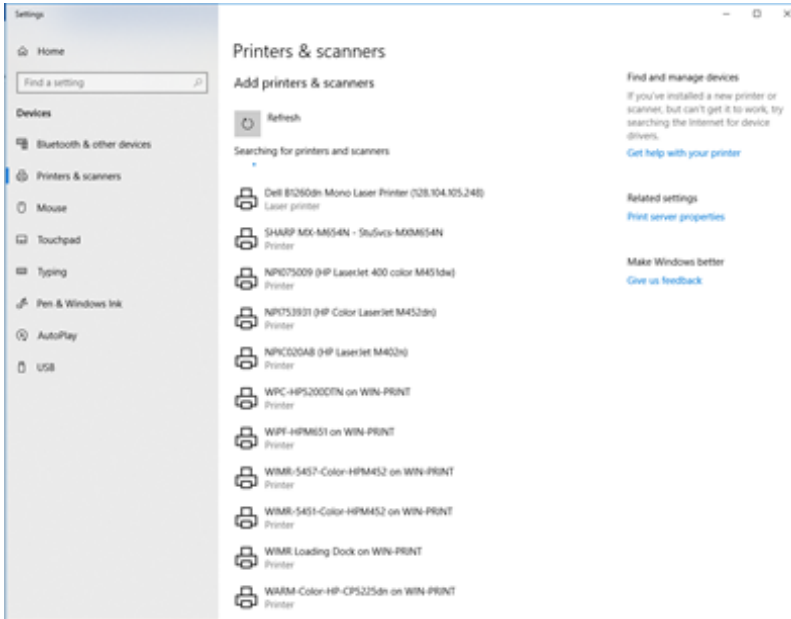 Settings
Home
Find a setting
Devices
Bluetooth & other devices
Printers & scanners
Mouse
Touchpad
Typing
Pen & Windows Ink
AutoPlay
USB
Printers & scanners
Add printers & scanners
Refresh
Searching for printers and scanners
Dell B1260dn Mono Laser Printer (128.104.105.248)
Laser printer
SHARP MX-M654N - StuSvcs-MXM654N
Printer
NPI075009 (HP LaserJet 400 color M451dw)
Printer
NPI753931 (HP Color LaserJet M452dn)
Printer
NPIC020AB (HP LaserJet M402n)
Printer
WPC-HP5200DTN on WIN-PRINT
Printer
WiPF-HPM651 on WIN-PRINT
Printer
WIMR-5457-Color-HPM452 on WIN-PRINT
Printer
WIMR-5451-Color-HPM452 on WIN-PRINT
Printer
WIMR Loading Dock on WIN-PRINT
Printer
WARM-Color-HP-CP5225dn on WIN-PRINT
Printer
Find and manage devices
If you've installed a new printer or
scanner, but can't get it to work, try
searching the Internet for device
drivers.
Get help with your printer
Related settings
Print server properties
Make Windows better
Give us feedback